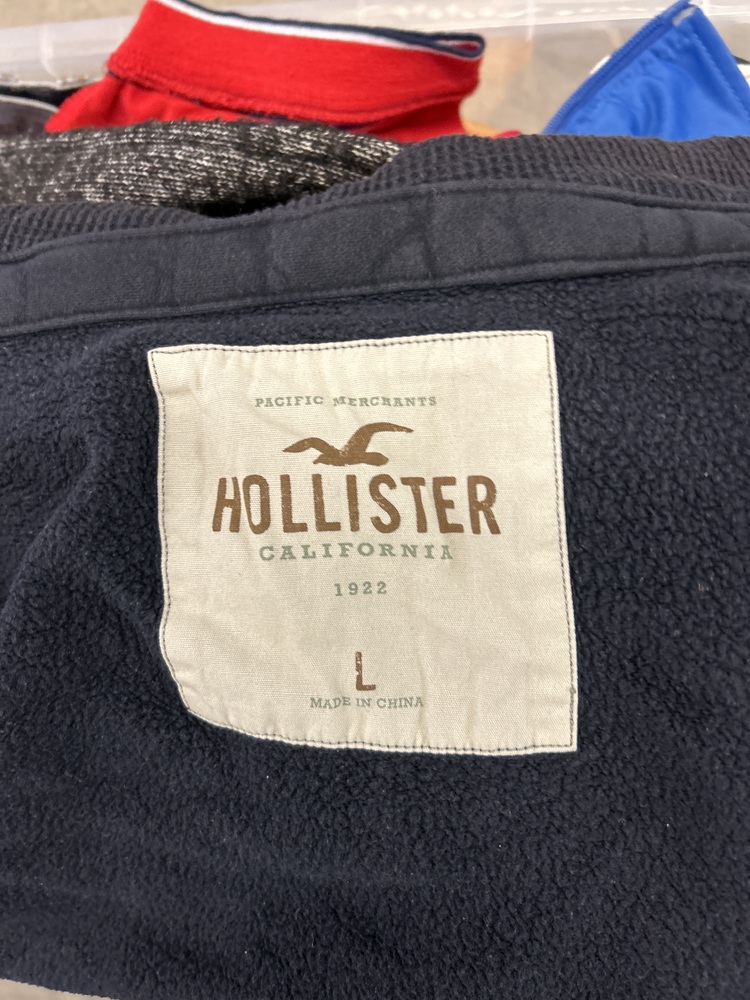 PACIFIC MERCHANTS
HOLLISTER
CALIFORNIA
1922
L
MADE IN CHINA